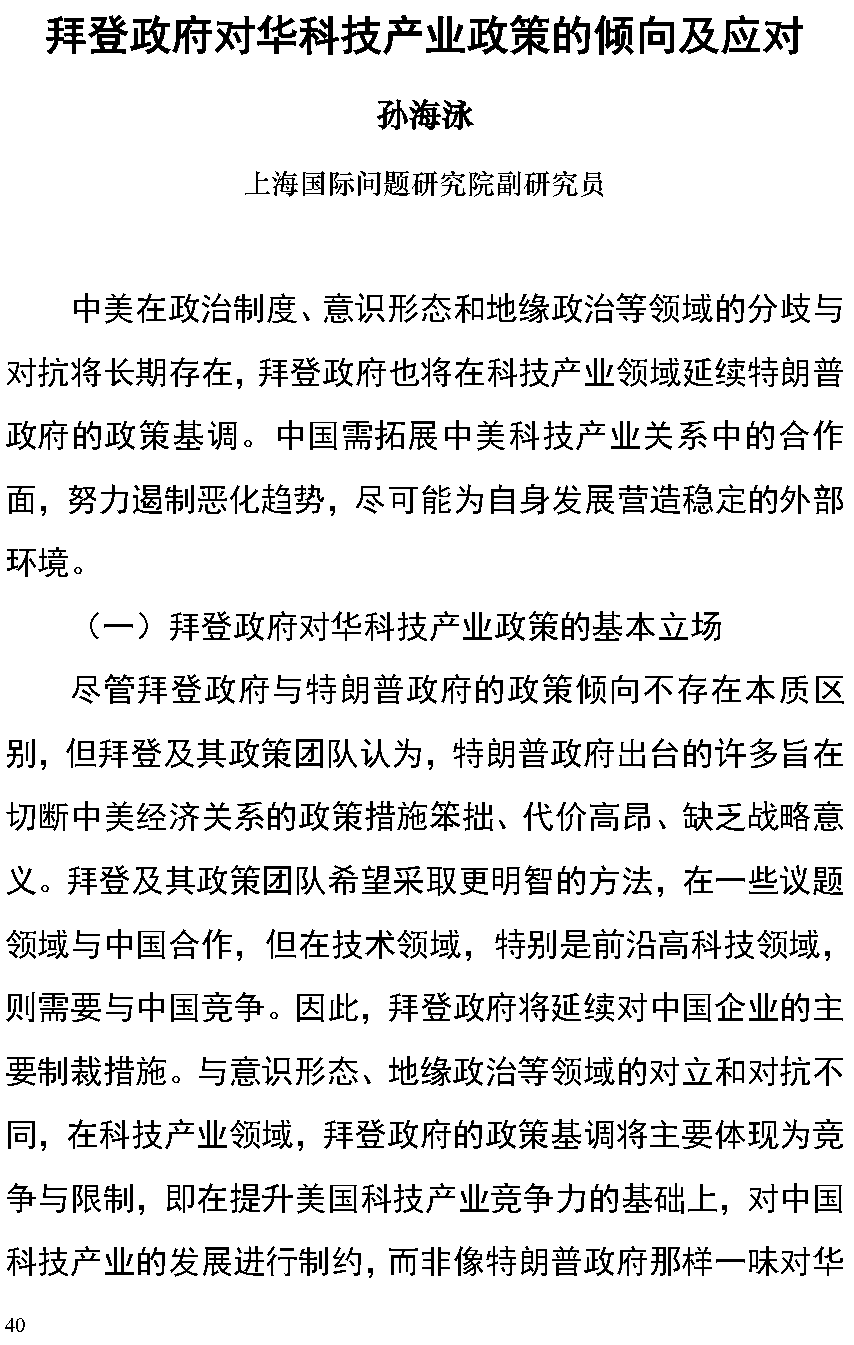 拜登政府对华科技产业政策的倾向及应对
孙海泳
上海国际问题研究院副研究员
中美在政治制度、意识形态和地缘政治等领域的分歧与
对抗将长期存在，拜登政府也将在科技产业领域延续特朗普
政府的政策基调。中国需拓展中美科技产业关系中的合作
面，努力遏制恶化趋势，尽可能为自身发展营造稳定的外部
环境。
（一）拜登政府对华科技产业政策的基本立场
尽管拜登政府与特朗普政府的政策倾向不存在本质区
别，但拜登及其政策团队认为，特朗普政府出台的许多旨在
切断中美经济关系的政策措施笨拙、代价高昂、缺乏战略意
义。拜登及其政策团队希望采取更明智的方法，在一些议题
领域与中国合作，但在技术领域，特别是前沿高科技领域，
则需要与中国竞争。因此，拜登政府将延续对中国企业的主
要制裁措施。与意识形态、地缘政治等领域的对立和对抗不
同，在科技产业领域，拜登政府的政策基调将主要体现为竞
争与限制，即在提升美国科技产业竞争力的基础上，对中国
科技产业的发展进行制约，而非像特朗普政府那样一味对华
40